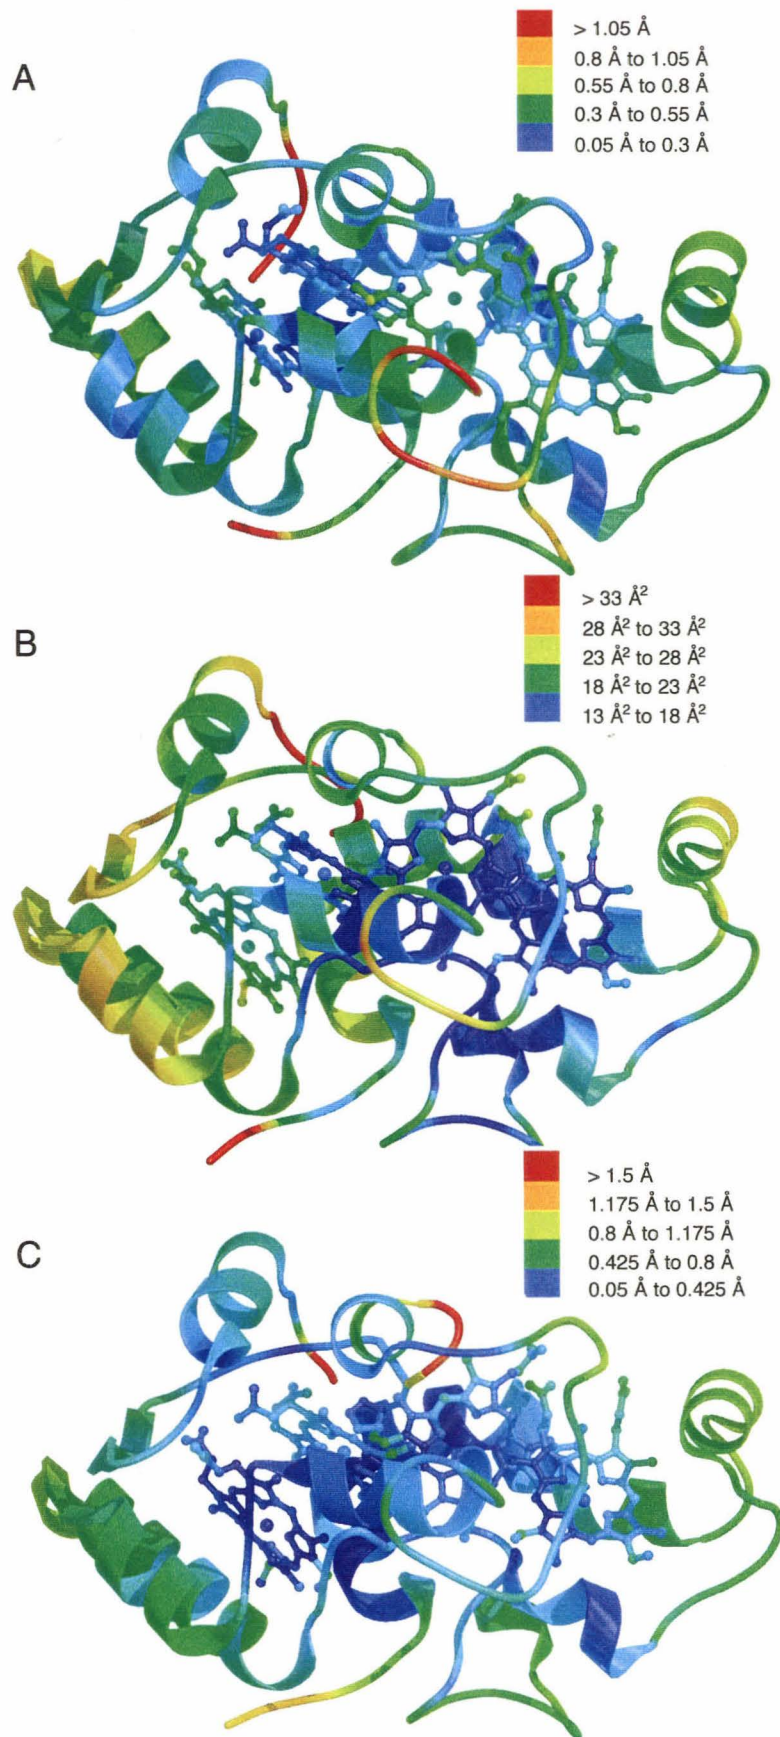 A
> 1.05 Å
0.8 Å to 1.05 Å
0.55 Å to 0.8 Å
0.3 Å to 0.55 Å
0.05 Å to 0.3 Å
B
> 33 Å²
28 Å² to 33 Å²
23 Å² to 28 Å²
18 Å² to 23 Å²
13 Å² to 18 Å²
C
> 1.5 Å
1.175 Å to 1.5 Å
0.8 Å to 1.175 Å
0.425 Å to 0.8 Å
0.05 Å to 0.425 Å